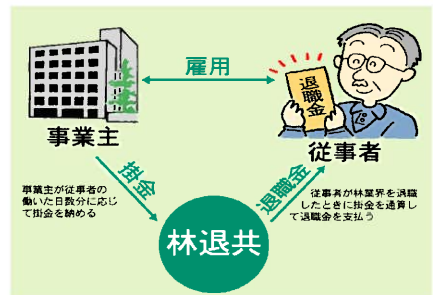 雇用
退職金
事業主
従事者
掛金
退職金
事業主が従事者の
働いた日数分に応じ
て掛金を納める
従事者が林業界を退職
したときに掛金を通算し
て退職金を支払う
林退共